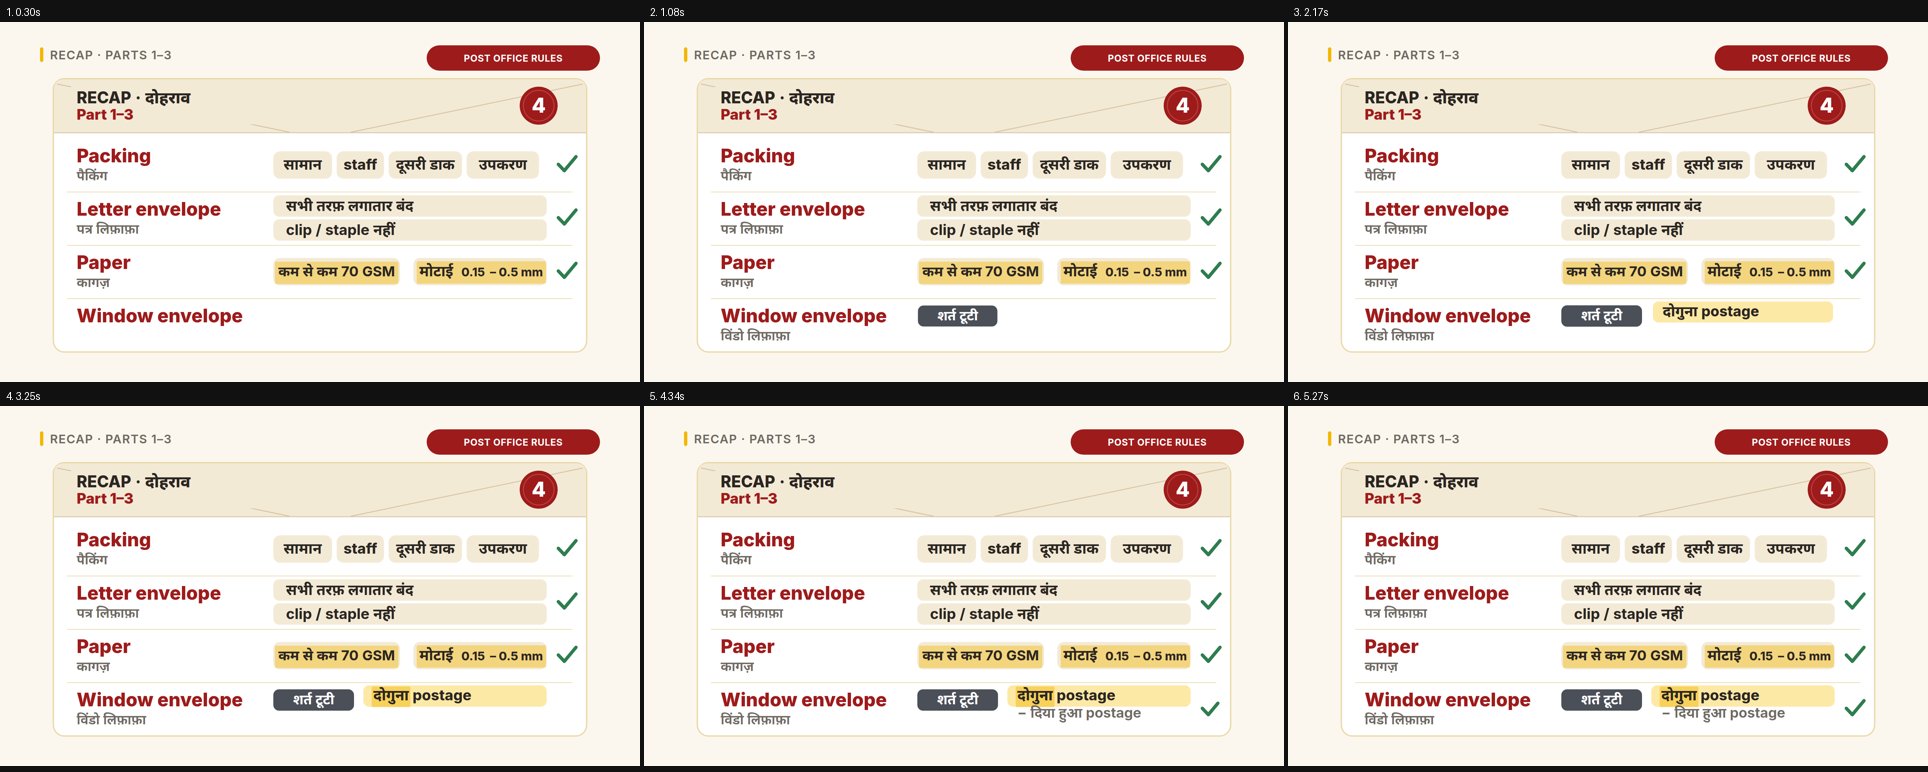 1. 0.30s
RECAP · PARTS 1–3
POST OFFICE RULES
RECAP · दोहराव
Part 1–3
4
Packing
पैकिंग
सामान staff दूसरी डाक उपकरण
Letter envelope
पत्र लिफ़ाफ़ा
सभी तरफ़ लगातार बंद
clip / staple नहीं
Paper
कागज़
कम से कम 70 GSM मोटाई 0.15 – 0.5 mm
Window envelope
2. 1.08s
RECAP · PARTS 1–3
POST OFFICE RULES
RECAP · दोहराव
Part 1–3
4
Packing
पैकिंग
सामान staff दूसरी डाक उपकरण
Letter envelope
पत्र लिफ़ाफ़ा
सभी तरफ़ लगातार बंद
clip / staple नहीं
Paper
कागज़
कम से कम 70 GSM मोटाई 0.15 – 0.5 mm
Window envelope
विंडो लिफ़ाफ़ा
शर्त टूटी
3. 2.17s
RECAP · PARTS 1–3
POST OFFICE RULES
RECAP · दोहराव
Part 1–3
4
Packing
पैकिंग
सामान staff दूसरी डाक उपकरण
Letter envelope
पत्र लिफ़ाफ़ा
सभी तरफ़ लगातार बंद
clip / staple नहीं
Paper
कागज़
कम से कम 70 GSM मोटाई 0.15 – 0.5 mm
Window envelope
विंडो लिफ़ाफ़ा
शर्त टूटी दोगुना postage
4. 3.25s
RECAP · PARTS 1–3
POST OFFICE RULES
RECAP · दोहराव
Part 1–3
4
Packing
पैकिंग
सामान staff दूसरी डाक उपकरण
Letter envelope
पत्र लिफ़ाफ़ा
सभी तरफ़ लगातार बंद
clip / staple नहीं
Paper
कागज़
कम से कम 70 GSM मोटाई 0.15 – 0.5 mm
Window envelope
विंडो लिफ़ाफ़ा
शर्त टूटी दोगुना postage
5. 4.34s
RECAP · PARTS 1–3
POST OFFICE RULES
RECAP · दोहराव
Part 1–3
4
Packing
पैकिंग
सामान staff दूसरी डाक उपकरण
Letter envelope
पत्र लिफ़ाफ़ा
सभी तरफ़ लगातार बंद
clip / staple नहीं
Paper
कागज़
कम से कम 70 GSM मोटाई 0.15 – 0.5 mm
Window envelope
विंडो लिफ़ाफ़ा
शर्त टूटी दोगुना postage
– दिया हुआ postage
6. 5.27s
RECAP · PARTS 1–3
POST OFFICE RULES
RECAP · दोहराव
Part 1–3
4
Packing
पैकिंग
सामान staff दूसरी डाक उपकरण
Letter envelope
पत्र लिफ़ाफ़ा
सभी तरफ़ लगातार बंद
clip / staple नहीं
Paper
कागज़
कम से कम 70 GSM मोटाई 0.15 – 0.5 mm
Window envelope
विंडो लिफ़ाफ़ा
शर्त टूटी दोगुना postage
– दिया हुआ postage